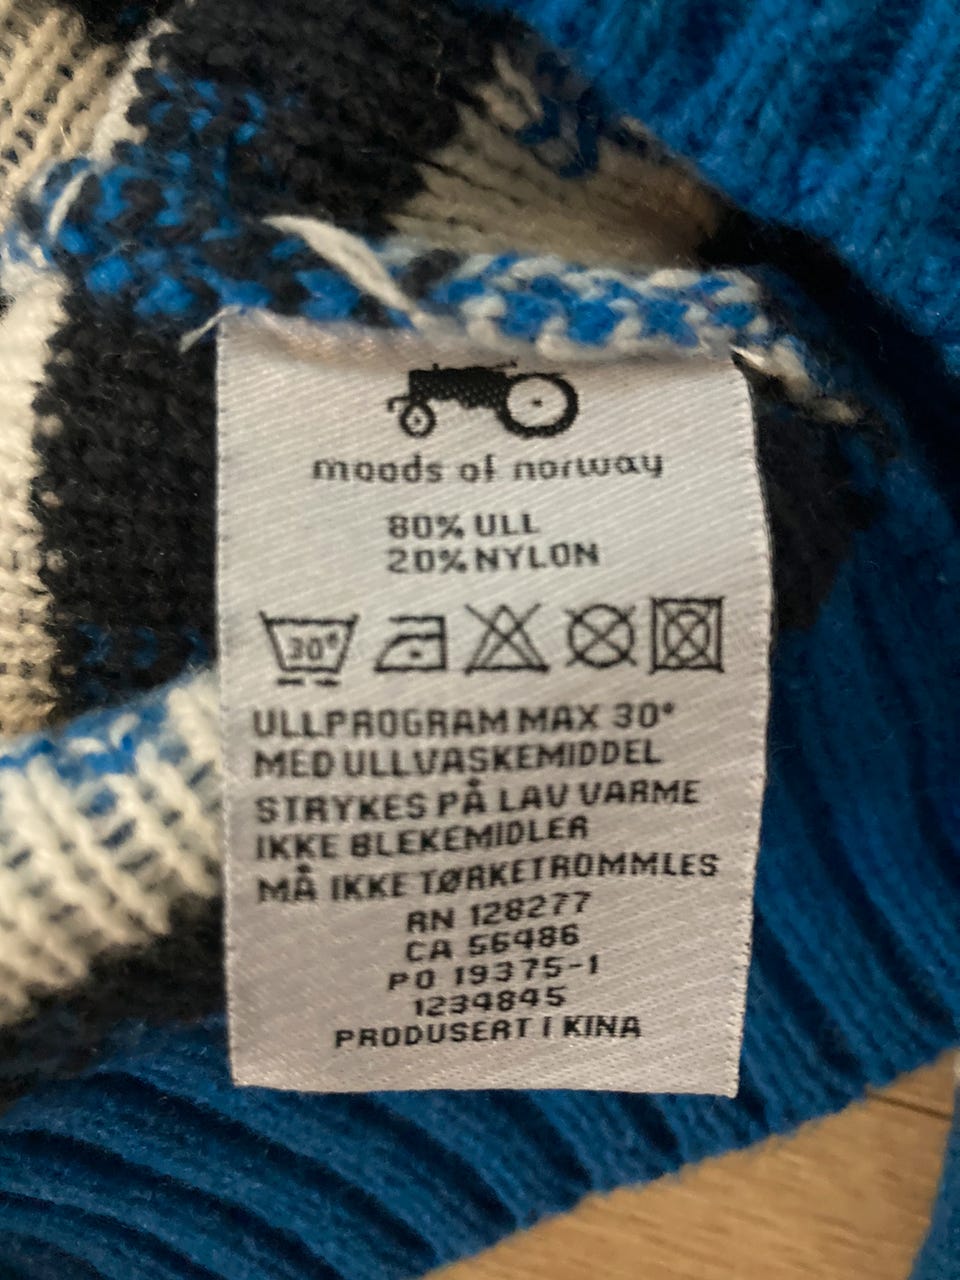 moods of norway
80% ULL
20% NYLON
30°
ULLPROGRAM MAX 30°
MED ULLVASKEMIDDEL
STRYKES PÅ LAV VARME
IKKE BLEKEMIDLER
MÅ IKKE TØRKETROMMLES
RN 128277
CA 56486
PO 19375-1
1234845
PRODUSERT I KINA